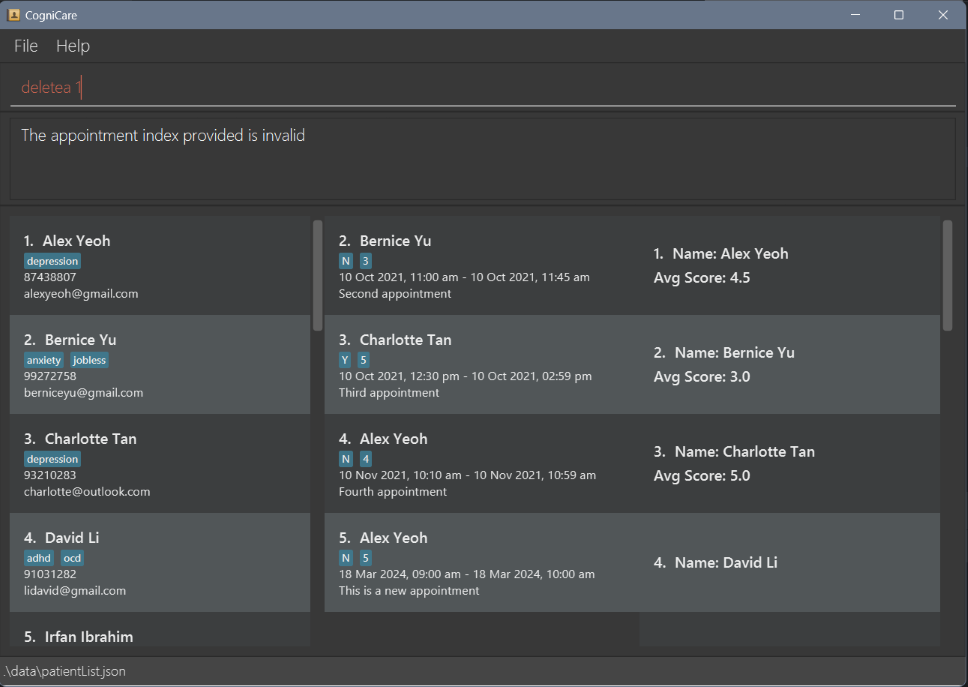 CogniCare
File Help
deletea 1
The appointment index provided is invalid
1. Alex Yeoh
depression
87438807
alexyeoh@gmail.com
2. Bernice Yu
anxiety jobless
99272758
berniceyu@gmail.com
3. Charlotte Tan
depression
93210283
charlotte@outlook.com
4. David Li
adhd ocd
91031282
lidavid@gmail.com
5. Irfan Ibrahim
2. Bernice Yu
N 3
10 Oct 2021, 11:00 am - 10 Oct 2021, 11:45 am
Second appointment
3. Charlotte Tan
Y 5
10 Oct 2021, 12:30 pm - 10 Oct 2021, 02:59 pm
Third appointment
4. Alex Yeoh
N 4
10 Nov 2021, 10:10 am - 10 Nov 2021, 10:59 am
Fourth appointment
5. Alex Yeoh
N 5
18 Mar 2024, 09:00 am - 18 Mar 2024, 10:00 am
This is a new appointment
1. Name: Alex Yeoh
Avg Score: 4.5
2. Name: Bernice Yu
Avg Score: 3.0
3. Name: Charlotte Tan
Avg Score: 5.0
4. Name: David Li
.\data\patientList.json